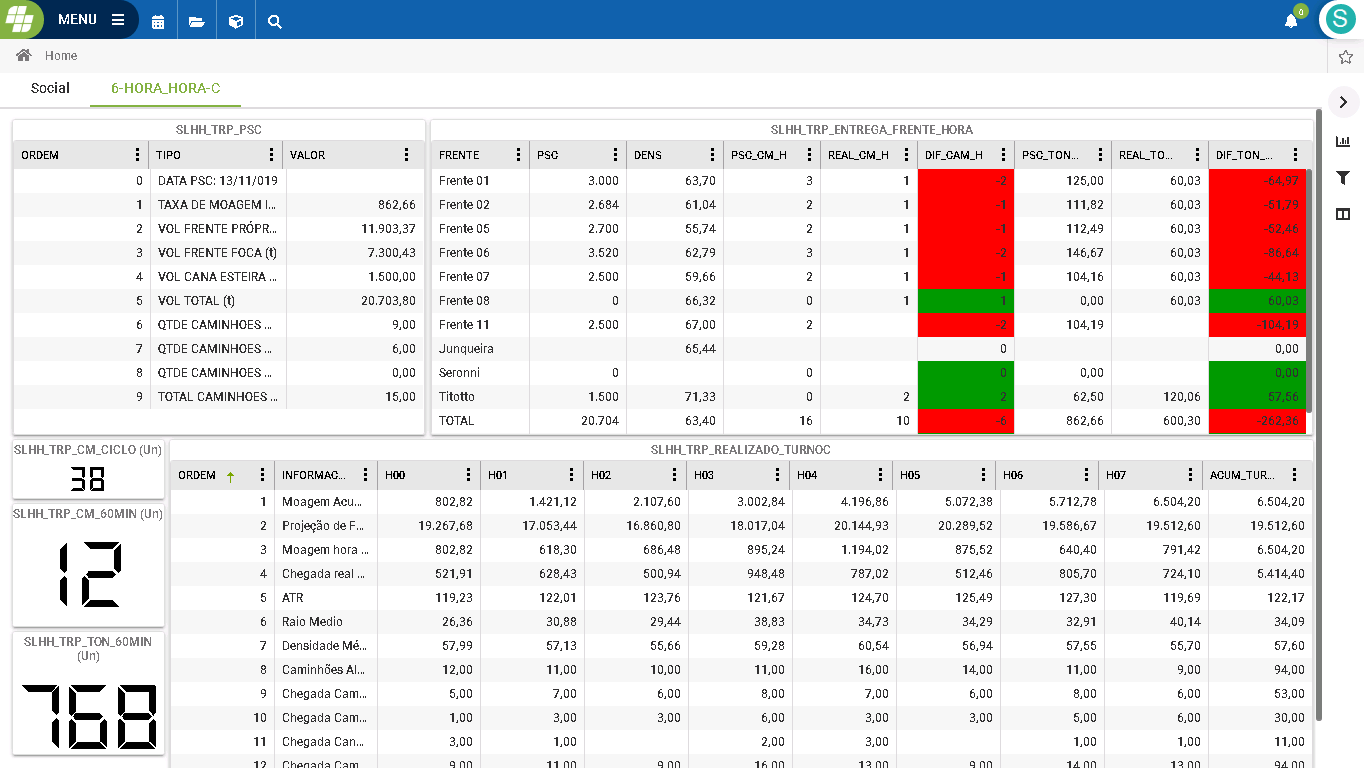 MENU
0
S
Home
Social 6-HORA_HORA-C
SLHH_TRP_PSC
ORDEM TIPO VALOR
0 DATA PSC: 13/11/019
1 TAXA DE MOAGEM I... 862,66
2 VOL FRENTE PRÓPR... 11.903,37
3 VOL FRENTE FOCA (t) 7.300,43
4 VOL CANA ESTEIRA ... 1.500,00
5 VOL TOTAL (t) 20.703,80
6 QTDE CAMINHOES ... 9,00
7 QTDE CAMINHOES ... 6,00
8 QTDE CAMINHOES ... 0,00
9 TOTAL CAMINHOES ... 15,00
SLHH_TRP_ENTREGA_FRENTE_HORA
FRENTE PSC DENS PSC_CM_H REAL_CM_H DIF_CAM_H PSC_TON... REAL_TO... DIF_TON_...
Frente 01 3.000 63,70 3 1 -2 125,00 60,03 -64,97
Frente 02 2.684 61,04 2 1 -1 111,82 60,03 -51,79
Frente 05 2.700 55,74 2 1 -1 112,49 60,03 -52,46
Frente 06 3.520 62,79 3 1 -2 146,67 60,03 -86,64
Frente 07 2.500 59,66 2 1 -1 104,16 60,03 -44,13
Frente 08 0 66,32 0 1 1 0,00 60,03 60,03
Frente 11 2.500 67,00 2 -2 104,19 -104,19
Junqueira 65,44 0 0,00
Seronni 0 0 0 0,00 0,00
Titotto 1.500 71,33 0 2 2 62,50 120,06 57,56
TOTAL 20.704 63,40 16 10 -6 862,66 600,30 -262,36
SLHH_TRP_CM_CICLO (Un)
38
SLHH_TRP_CM_60MIN (Un)
12
SLHH_TRP_TON_60MIN
(Un)
768
SLHH_TRP_REALIZADO_TURNOC
ORDEM INFORMAC... H00 H01 H02 H03 H04 H05 H06 H07 ACUM_TUR...
1 Moagem Acu... 802,82 1.421,12 2.107,60 3.002,84 4.196,86 5.072,38 5.712,78 6.504,20 6.504,20
2 Projeção de F... 19.267,68 17.053,44 16.860,80 18.017,04 20.144,93 20.289,52 19.586,67 19.512,60 19.512,60
3 Moagem hora ... 802,82 618,30 686,48 895,24 1.194,02 875,52 640,40 791,42 6.504,20
4 Chegada real ... 521,91 628,43 500,94 948,48 787,02 512,46 805,70 724,10 5.414,40
5 ATR 119,23 122,01 123,76 121,67 124,70 125,49 127,30 119,69 122,17
6 Raio Medio 26,36 30,88 29,44 38,83 34,73 34,29 32,91 40,14 34,09
7 Densidade Mé... 57,99 57,13 55,66 59,28 60,54 56,94 57,55 55,70 57,60
8 Caminhões Al... 12,00 11,00 10,00 11,00 16,00 14,00 11,00 9,00 94,00
9 Chegada Cam... 5,00 7,00 6,00 8,00 7,00 6,00 8,00 6,00 53,00
10 Chegada Cam... 1,00 3,00 3,00 6,00 3,00 3,00 5,00 6,00 30,00
11 Chegada Can... 3,00 1,00 2,00 3,00 1,00 1,00 11,00
12 Chegada Cam... 9,00 11,00 9,00 16,00 13,00 9,00 14,00 13,00 94,00